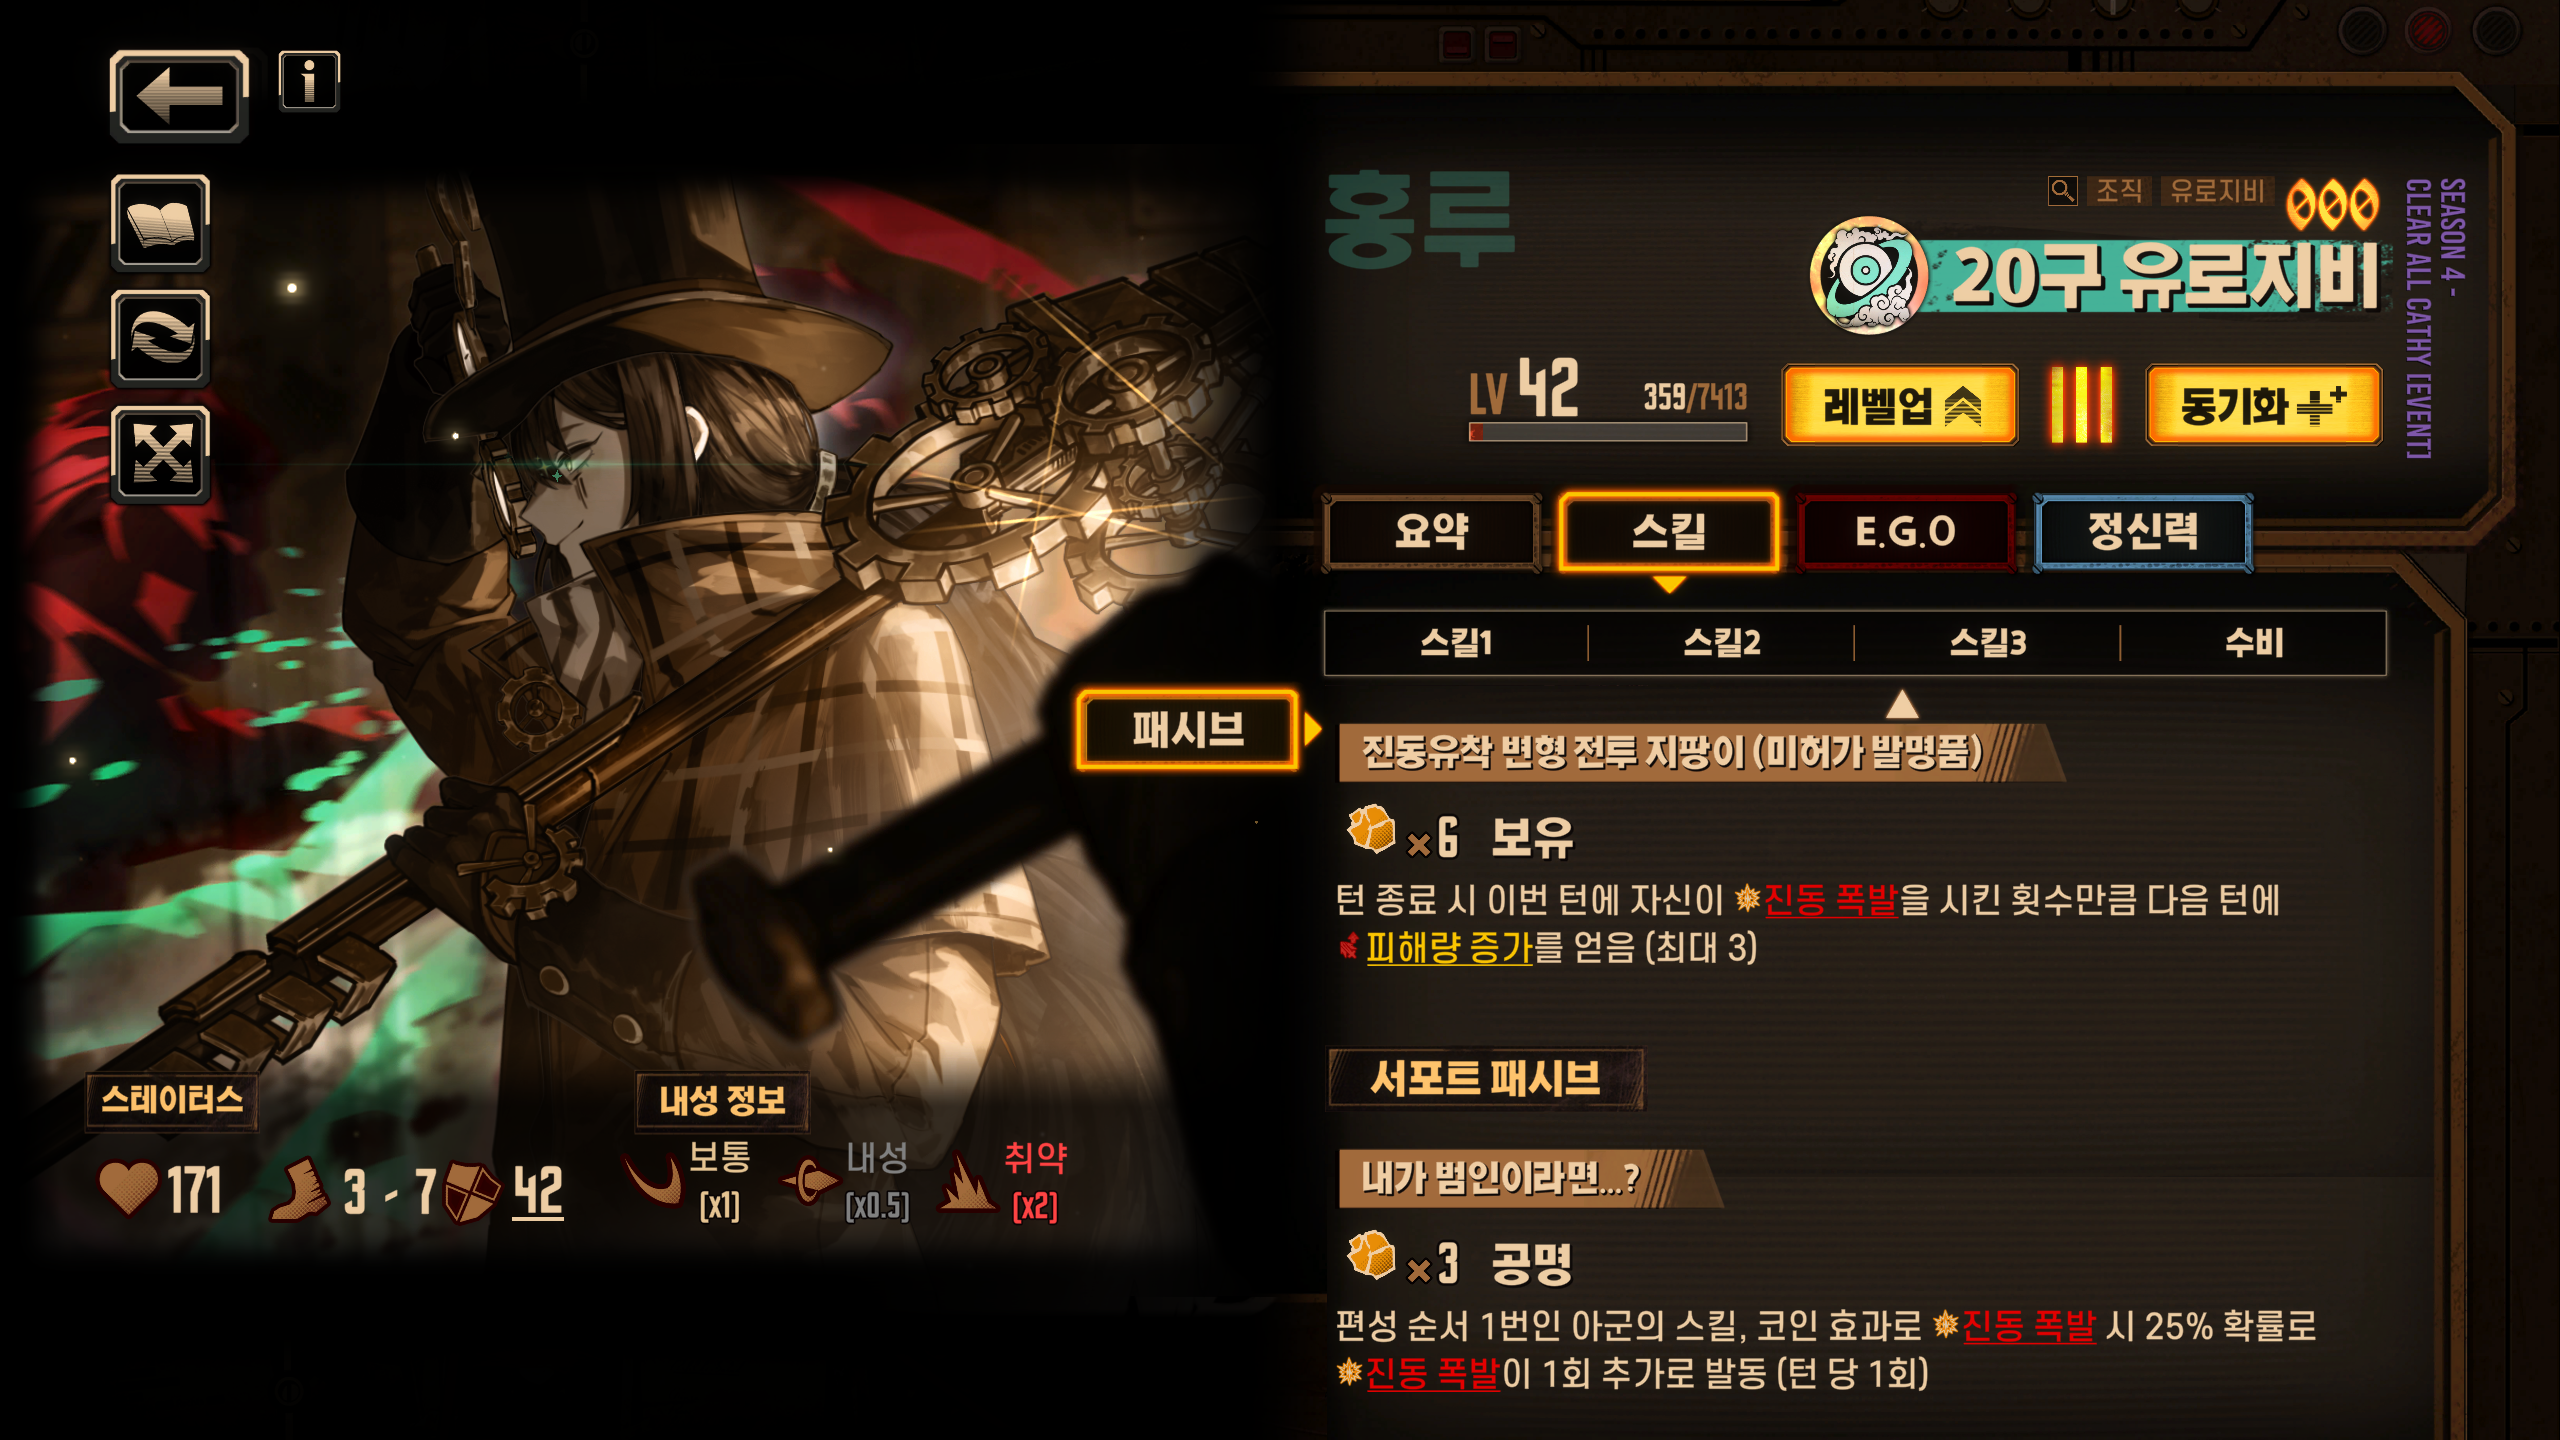 i
홍루
조직 유로지비
20구 유로지비
SEASON 4 -
CLEAR ALL CATHY [EVENT]
LV 42 359/7413
레벨업
동기화
요약 스킬 E.G.O 정신력
스킬1 스킬2 스킬3 수비
패시브
진동유착 변형 전투 지팡이 (미허가 발명품)
×6 보유
턴 종료 시 이번 턴에 자신이 진동 폭발을 시킨 횟수만큼 다음 턴에
피해량 증가를 얻음 (최대 3)
서포트 패시브
내가 범인이라면...?
×3 공명
편성 순서 1번인 아군의 스킬, 코인 효과로 진동 폭발 시 25% 확률로
진동 폭발이 1회 추가로 발동 (턴 당 1회)
스테이터스
171 3 - 7 42
내성 정보
보통 내성 취약
[x1] [x0.5] [x2]